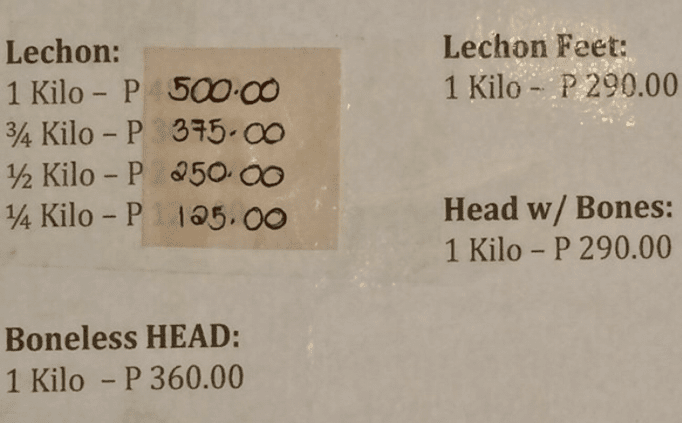 Lechon:
1 Kilo – P 500.00
¾ Kilo – P 375.00
½ Kilo – P 250.00
¼ Kilo – P 125.00
Boneless HEAD:
1 Kilo – P 360.00
Lechon Feet:
1 Kilo - P 290.00
Head w/ Bones:
1 Kilo – P 290.00